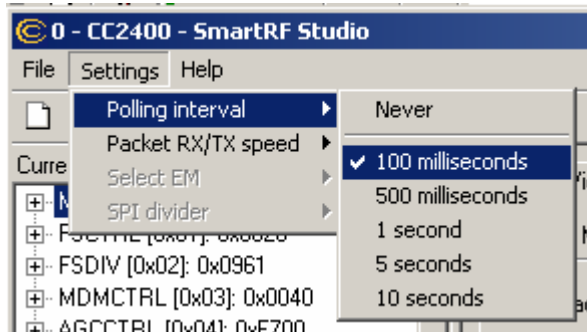 0 - CC2400 - SmartRF Studio
File Settings Help
Polling interval
Never
Packet RX/TX speed
100 milliseconds
Select EM
500 milliseconds
SPI divider
1 second
FSDIV [0x02]: 0x0961
5 seconds
MDMCTRL [0x03]: 0x0040
10 seconds